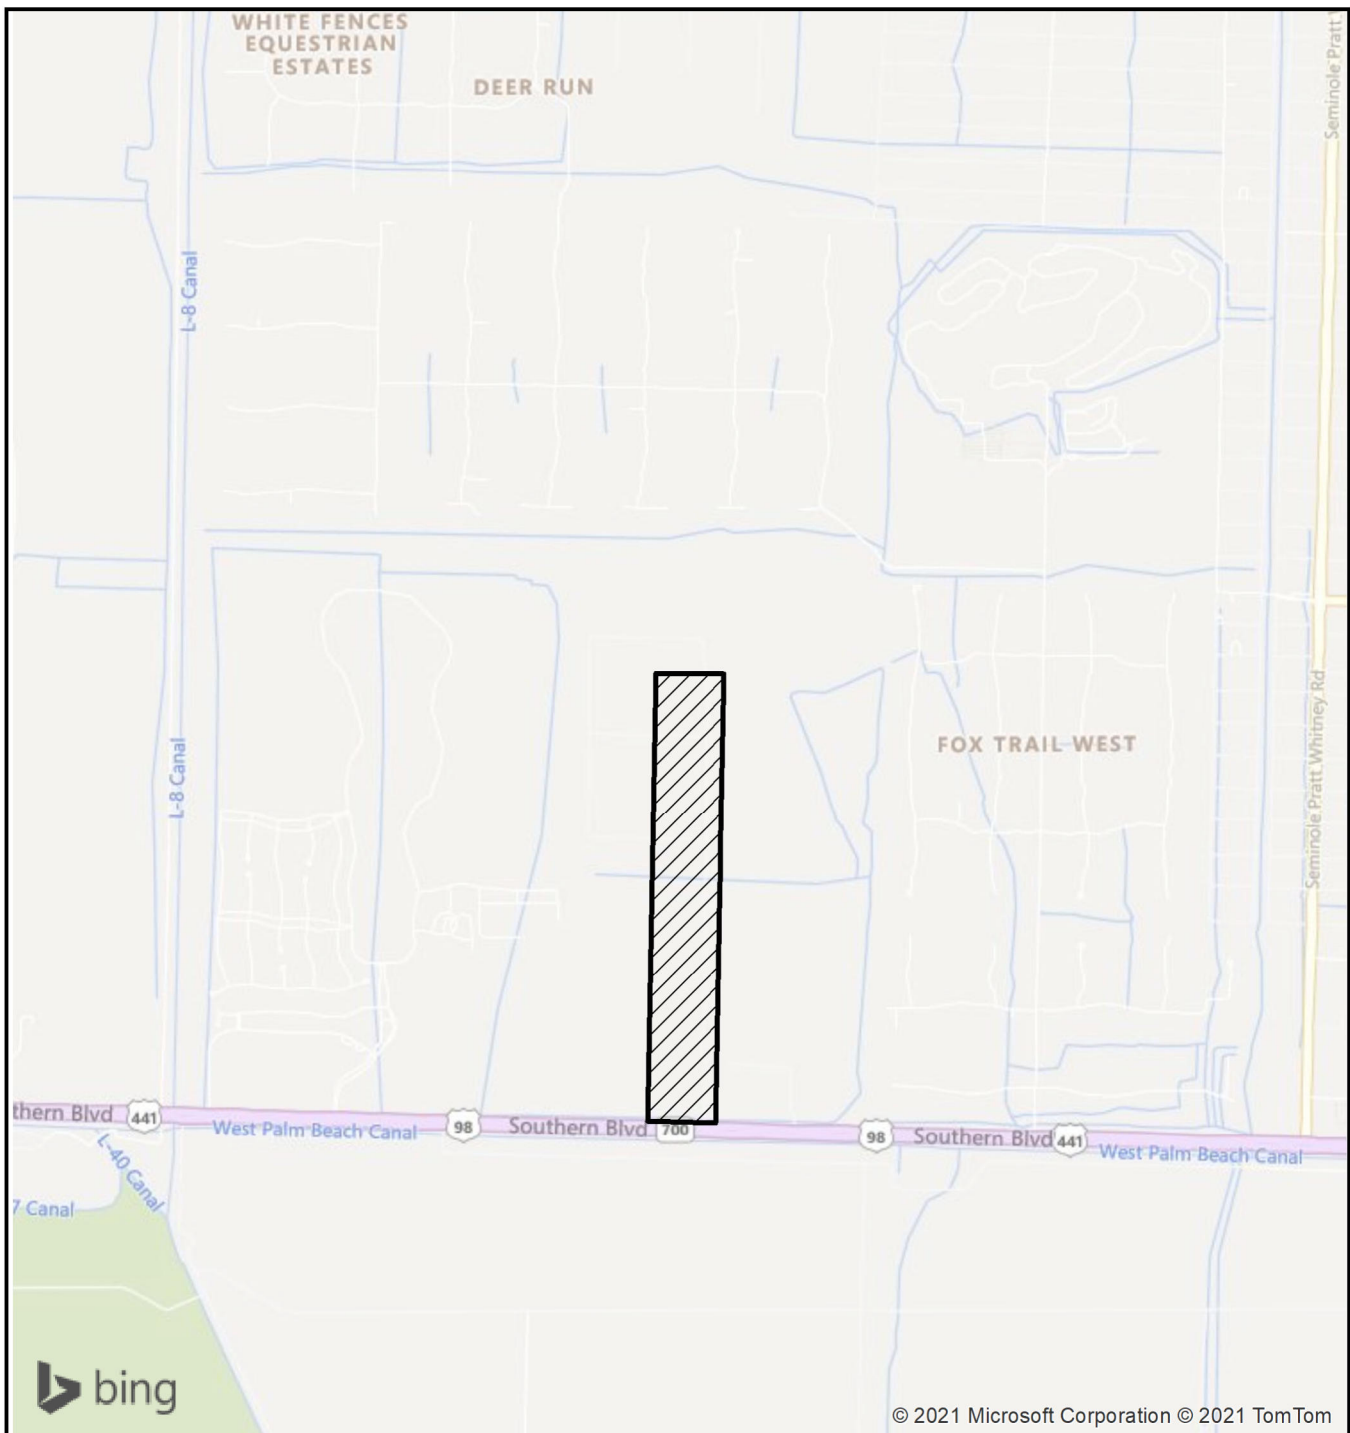 WHITE FENCES
EQUESTRIAN
ESTATES
DEER RUN
Seminole Pratt
L-8 Canal
L-8 Canal
FOX TRAIL WEST
Seminole Pratt Whitney Rd
thern Blvd
441
West Palm Beach Canal
98
Southern Blvd
700
98
Southern Blvd
441
West Palm Beach Canal
L-40 Canal
7 Canal
bing
© 2021 Microsoft Corporation © 2021 TomTom